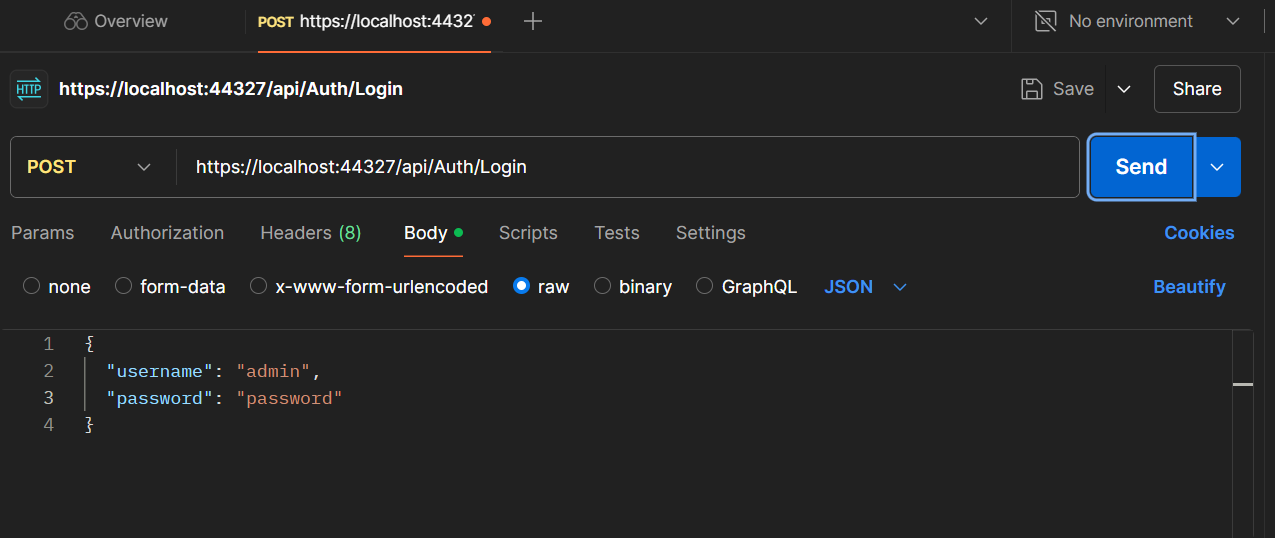 Overview POST https://localhost:4432 No environment
HTTP https://localhost:44327/api/Auth/Login Save Share
POST https://localhost:44327/api/Auth/Login Send
Params Authorization Headers (8) Body Scripts Tests Settings Cookies
none form-data x-www-form-urlencoded raw binary GraphQL JSON Beautify
1 {
2 "username": "admin",
3 "password": "password"
4 }